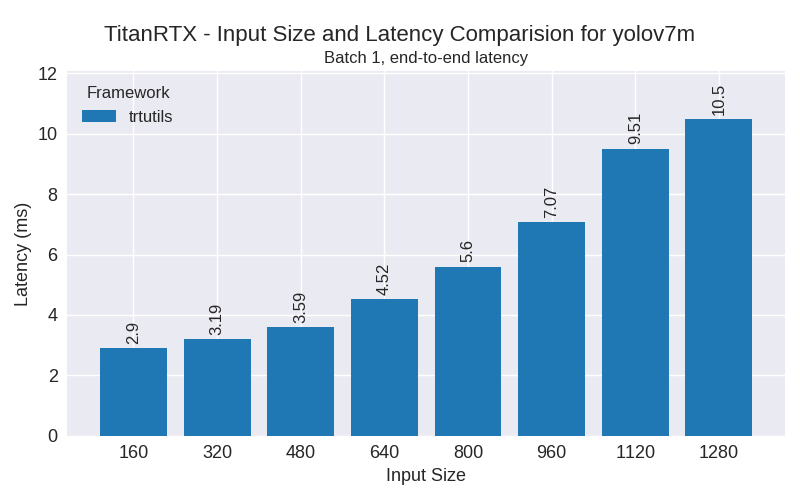 TitanRTX - Input Size and Latency Comparision for yolov7m
Batch 1, end-to-end latency
Framework
trtutils
Latency (ms)
12
10
8
6
4
2
0
2.9
3.19
3.59
4.52
5.6
7.07
9.51
10.5
160 320 480 640 800 960 1120 1280
Input Size